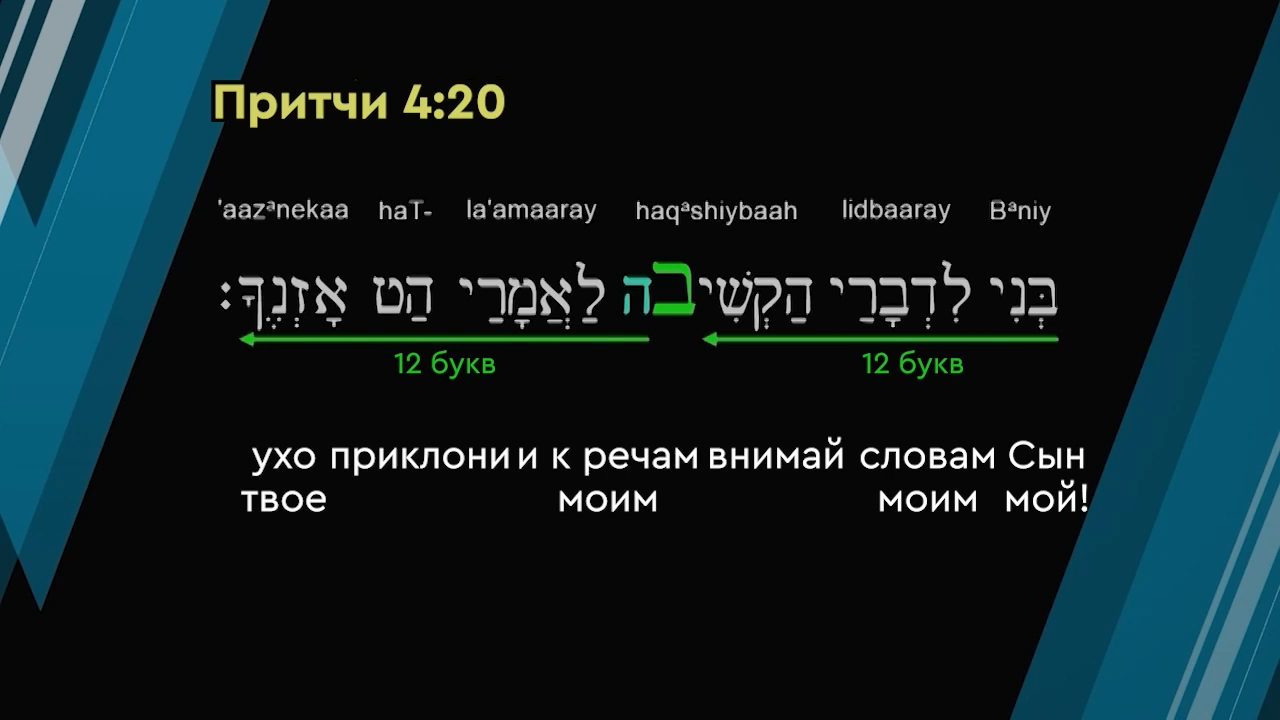 Притчи 4:20
'aazᵃnekaa haT- la'amaaray haqᵃshiybaah lidbaaray Bᵃniy
בְּנִי לִדְבָרַי הַקְשִׁיבָה לַאֲמָרַי הַט אָזְנֶךָ׃
12 букв 12 букв
ухо приклони и к речам внимай словам Сын
твое моим моим мой!